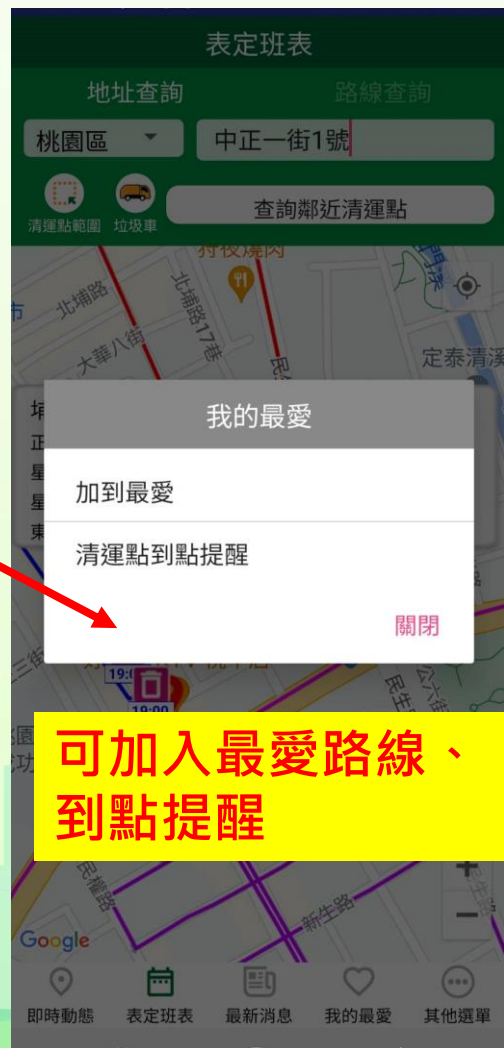 表定班表
地址查詢
路線查詢
桃園區
中正一街1號
清運點範圍
垃圾車
查詢鄰近清運點
北埔路
北埔路17巷
大華八街
定泰清溪
我的最愛
加到最愛
清運點到點提醒
關閉
19:00
可加入最愛路線、
到點提醒
民權路
新生路
Google
即時動態
表定班表
最新消息
我的最愛
其他選單